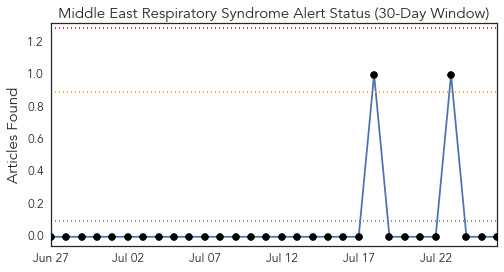 Middle East Respiratory Syndrome Alert Status (30-Day Window)
Articles Found
1.2
1.0
0.8
0.6
0.4
0.2
0.0
Jun 27 Jul 02 Jul 07 Jul 12 Jul 17 Jul 22